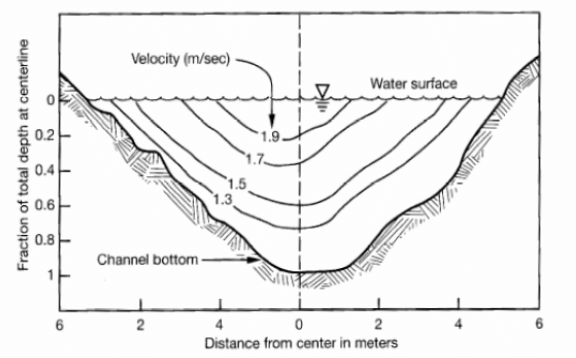 Velocity (m/sec)
Water surface
Fraction of total depth at centerline
0
0.2
0.4
0.6
0.8
1
1.9
1.7
1.5
1.3
Channel bottom
6 2 4 0 2 4 6
Distance from center in meters